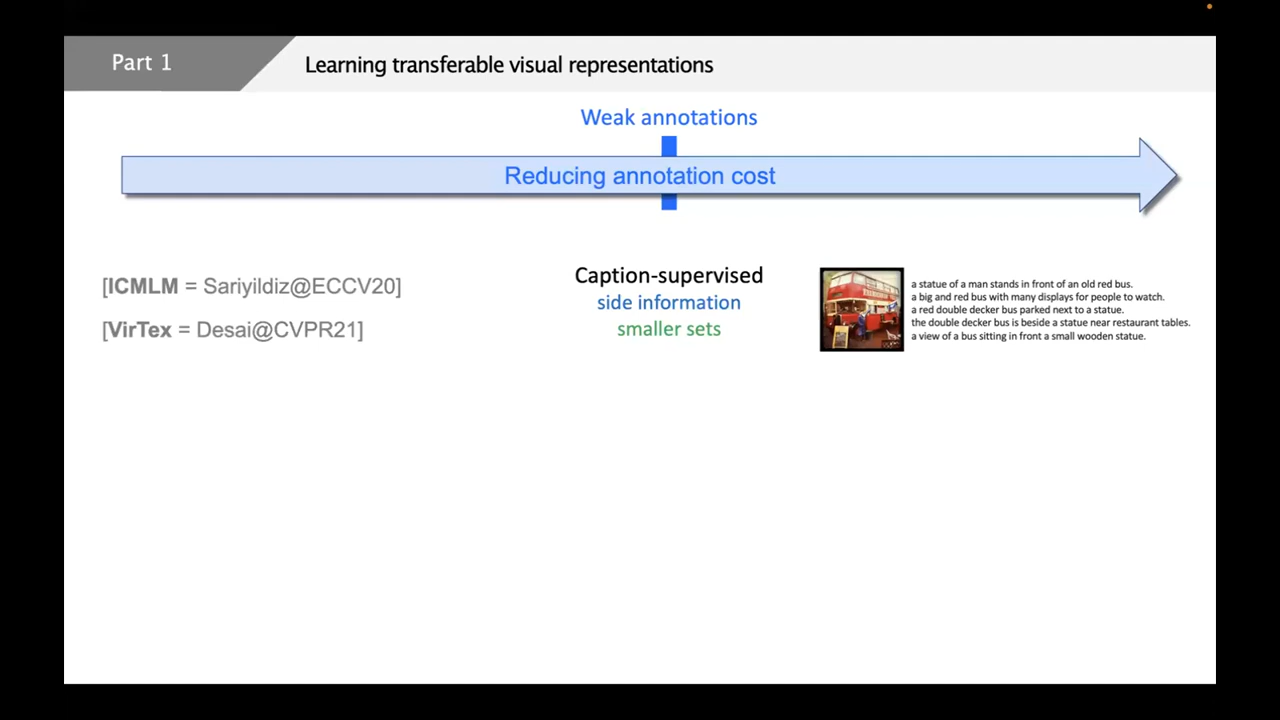 Part 1
Learning transferable visual representations
Weak annotations
Reducing annotation cost
[ICMLM = Sariyildiz@ECCV20]
[VirTex = Desai@CVPR21]
Caption-supervised
side information
smaller sets
a statue of a man stands in front of an old red bus.
a big and red bus with many displays for people to watch.
a red double decker bus parked next to a statue.
the double decker bus is beside a statue near restaurant tables.
a view of a bus sitting in front a small wooden statue.